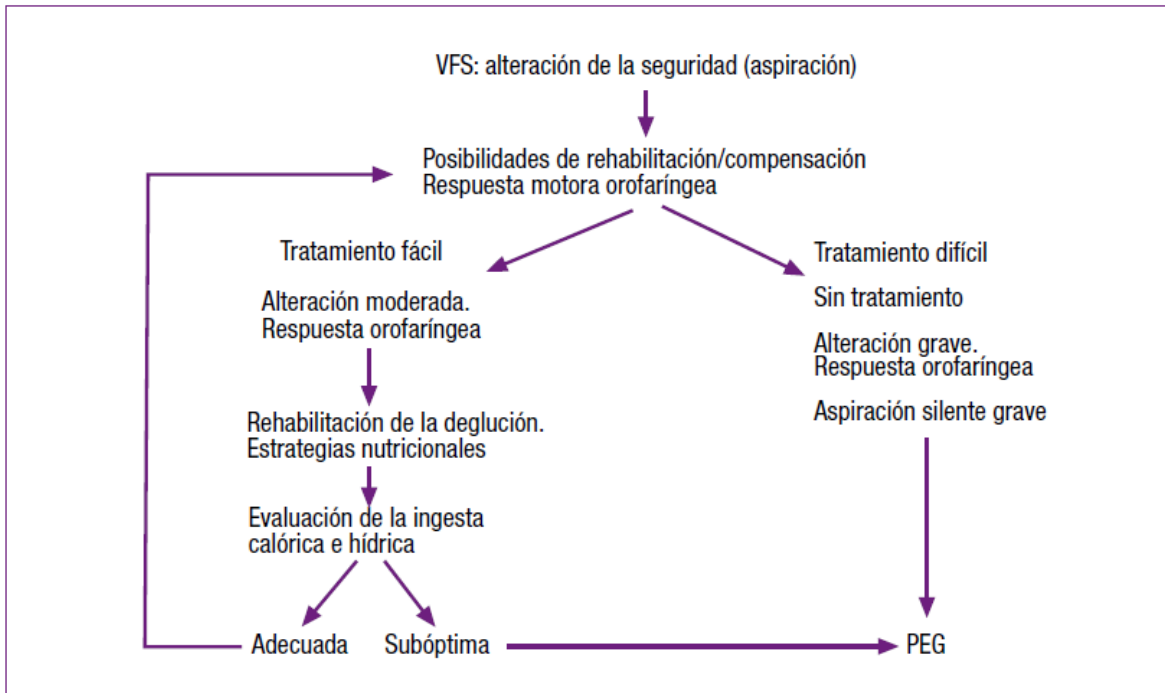 VFS: alteración de la seguridad (aspiración)
Posibilidades de rehabilitación/compensación
Respuesta motora orofaríngea
Tratamiento fácil
Alteración moderada.
Respuesta orofaríngea
Rehabilitación de la deglución.
Estrategias nutricionales
Evaluación de la ingesta
calórica e hídrica
Adecuada
Subóptima
Tratamiento difícil
Sin tratamiento
Alteración grave.
Respuesta orofaríngea
Aspiración silente grave
PEG